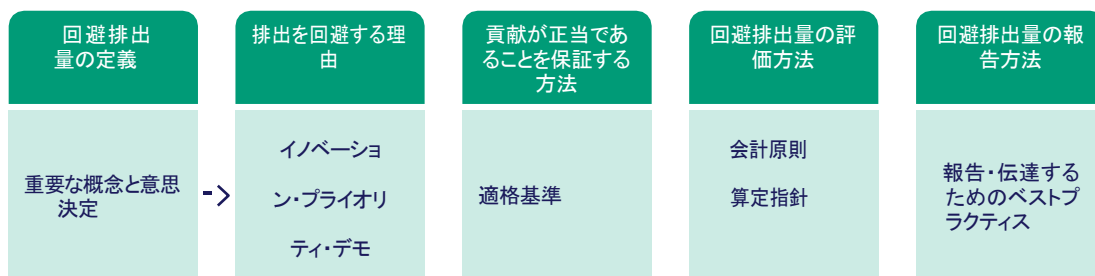 回避排出
量の定義
重要な概念と意思
決定
->
排出を回避する理
由
イノベーショ
ン・プライオリ
ティ・デモ
貢献が正当であ
ることを保証する
方法
適格基準
回避排出量の評
価方法
会計原則
算定指針
回避排出量の報
告方法
報告・伝達する
ためのベストプ
ラクティス